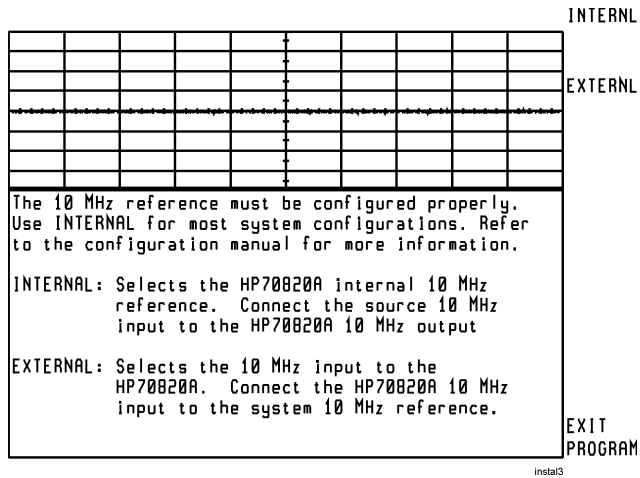 INTERNL
EXTERNL
The 10 MHz reference must be configured properly.
Use INTERNAL for most system configurations. Refer
to the configuration manual for more information.
INTERNAL: Selects the HP70820A internal 10 MHz
reference. Connect the source 10 MHz
input to the HP70820A 10 MHz output
EXTERNAL: Selects the 10 MHz input to the
HP70820A. Connect the HP70820A 10 MHz
input to the system 10 MHz reference.
EXIT
PROGRAM
instal3